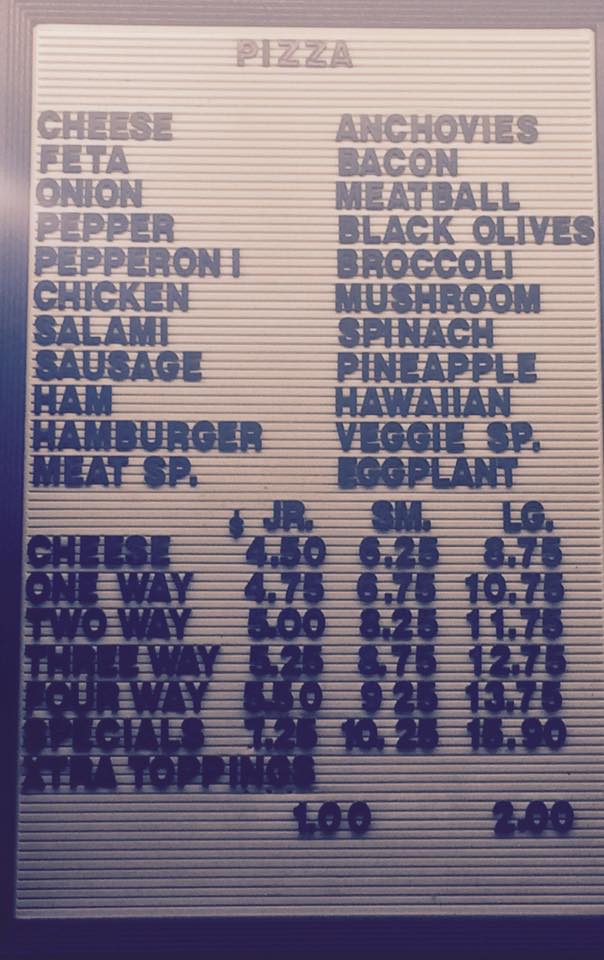 PIZZA
CHEESE ANCHOVIES
FETA BACON
ONION MEATBALL
PEPPER BLACK OLIVES
PEPPERONI BROCCOLI
CHICKEN MUSHROOM
SALAMI SPINACH
SAUSAGE PINEAPPLE
HAM HAWAIIAN
HAMBURGER VEGGIE SP.
MEAT SP. EGGPLANT
JR. SM. LG.
CHEESE 4.50 6.25 8.75
ONE WAY 4.75 6.75 10.75
TWO WAY 5.00 8.25 11.75
THREE WAY 5.25 8.75 12.75
FOUR WAY 5.50 9 25 13.75
SPECIALS 7.25 10.25 15.90
XTRA TOPPINGS
1.00 2.00